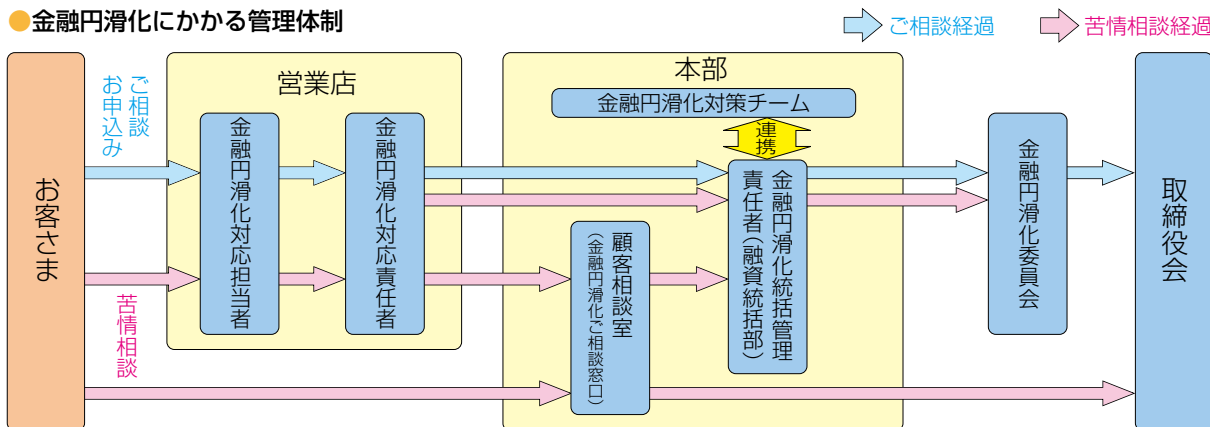 ●金融円滑化にかかる管理体制
ご相談経過
苦情相談経過
お客さま
ご相談
お申込み
苦情相談
営業店
金融円滑化対応担当者
金融円滑化対応責任者
本部
金融円滑化対策チーム
連携
顧客相談室
(金融円滑化ご相談窓口)
金融円滑化統括管理
責任者(融資統括部)
金融円滑化委員会
取締役会